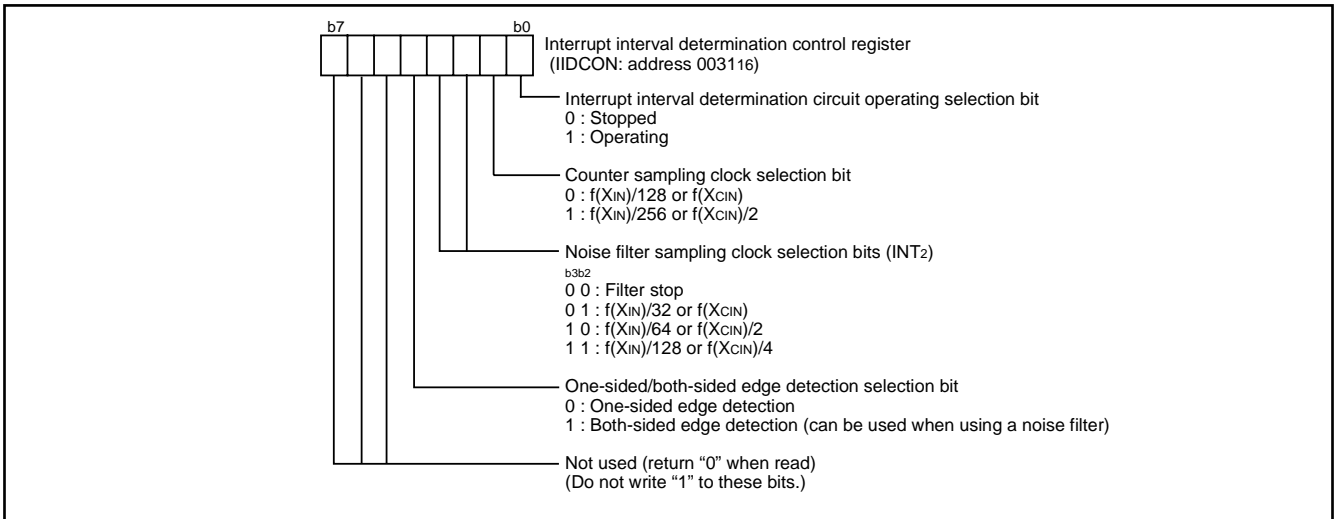 b7 b0
Interrupt interval determination control register
(IIDCON: address 003116)
Interrupt interval determination circuit operating selection bit
0 : Stopped
1 : Operating
Counter sampling clock selection bit
0 : f(XIN)/128 or f(XCIN)
1 : f(XIN)/256 or f(XCIN)/2
Noise filter sampling clock selection bits (INT2)
b3b2
0 0 : Filter stop
0 1 : f(XIN)/32 or f(XCIN)
1 0 : f(XIN)/64 or f(XCIN)/2
1 1 : f(XIN)/128 or f(XCIN)/4
One-sided/both-sided edge detection selection bit
0 : One-sided edge detection
1 : Both-sided edge detection (can be used when using a noise filter)
Not used (return “0” when read)
(Do not write “1” to these bits.)